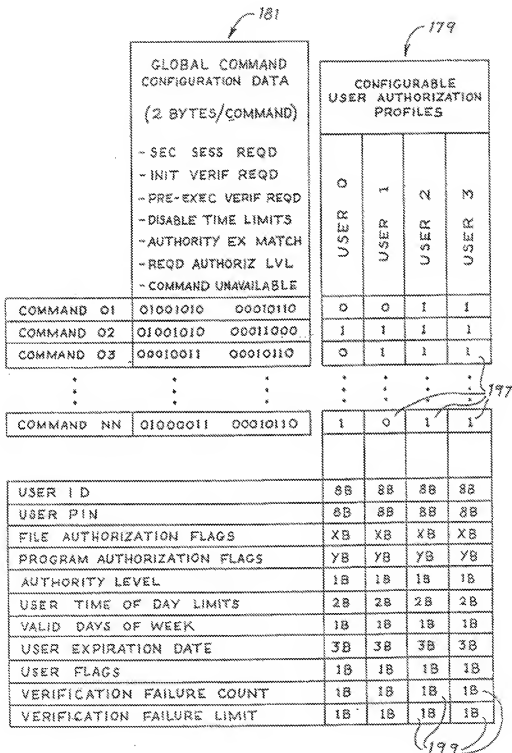 181
179
GLOBAL COMMAND
CONFIGURATION DATA
(2 BYTES/COMMAND)
- SEC SESS REQD
- INIT VERIF REQD
- PRE-EXEC VERIF REQD
- DISABLE TIME LIMITS
- AUTHORITY EX MATCH
- REQD AUTHORIZ LVL
- COMMAND UNAVAILABLE
CONFIGURABLE
USER AUTHORIZATION
PROFILES
USER 0
USER 1
USER 2
USER 3
COMMAND 01 01001010 00010110 0 0 1 1
COMMAND 02 01001010 00011000 1 1 1 1
COMMAND 03 00010011 00010110 0 1 1 1
197
COMMAND NN 01000011 00010110 1 0 1 1
USER ID 8B 8B 8B 8B
USER PIN 8B 8B 8B 8B
FILE AUTHORIZATION FLAGS XB XB XB XB
PROGRAM AUTHORIZATION FLAGS YB YB YB YB
AUTHORITY LEVEL 1B 1B 1B 1B
USER TIME OF DAY LIMITS 2B 2B 2B 2B
VALID DAYS OF WEEK 1B 1B 1B 1B
USER EXPIRATION DATE 3B 3B 3B 3B
USER FLAGS 1B 1B 1B 1B
VERIFICATION FAILURE COUNT 1B 1B 1B 1B
VERIFICATION FAILURE LIMIT 1B 1B 1B 1B
199